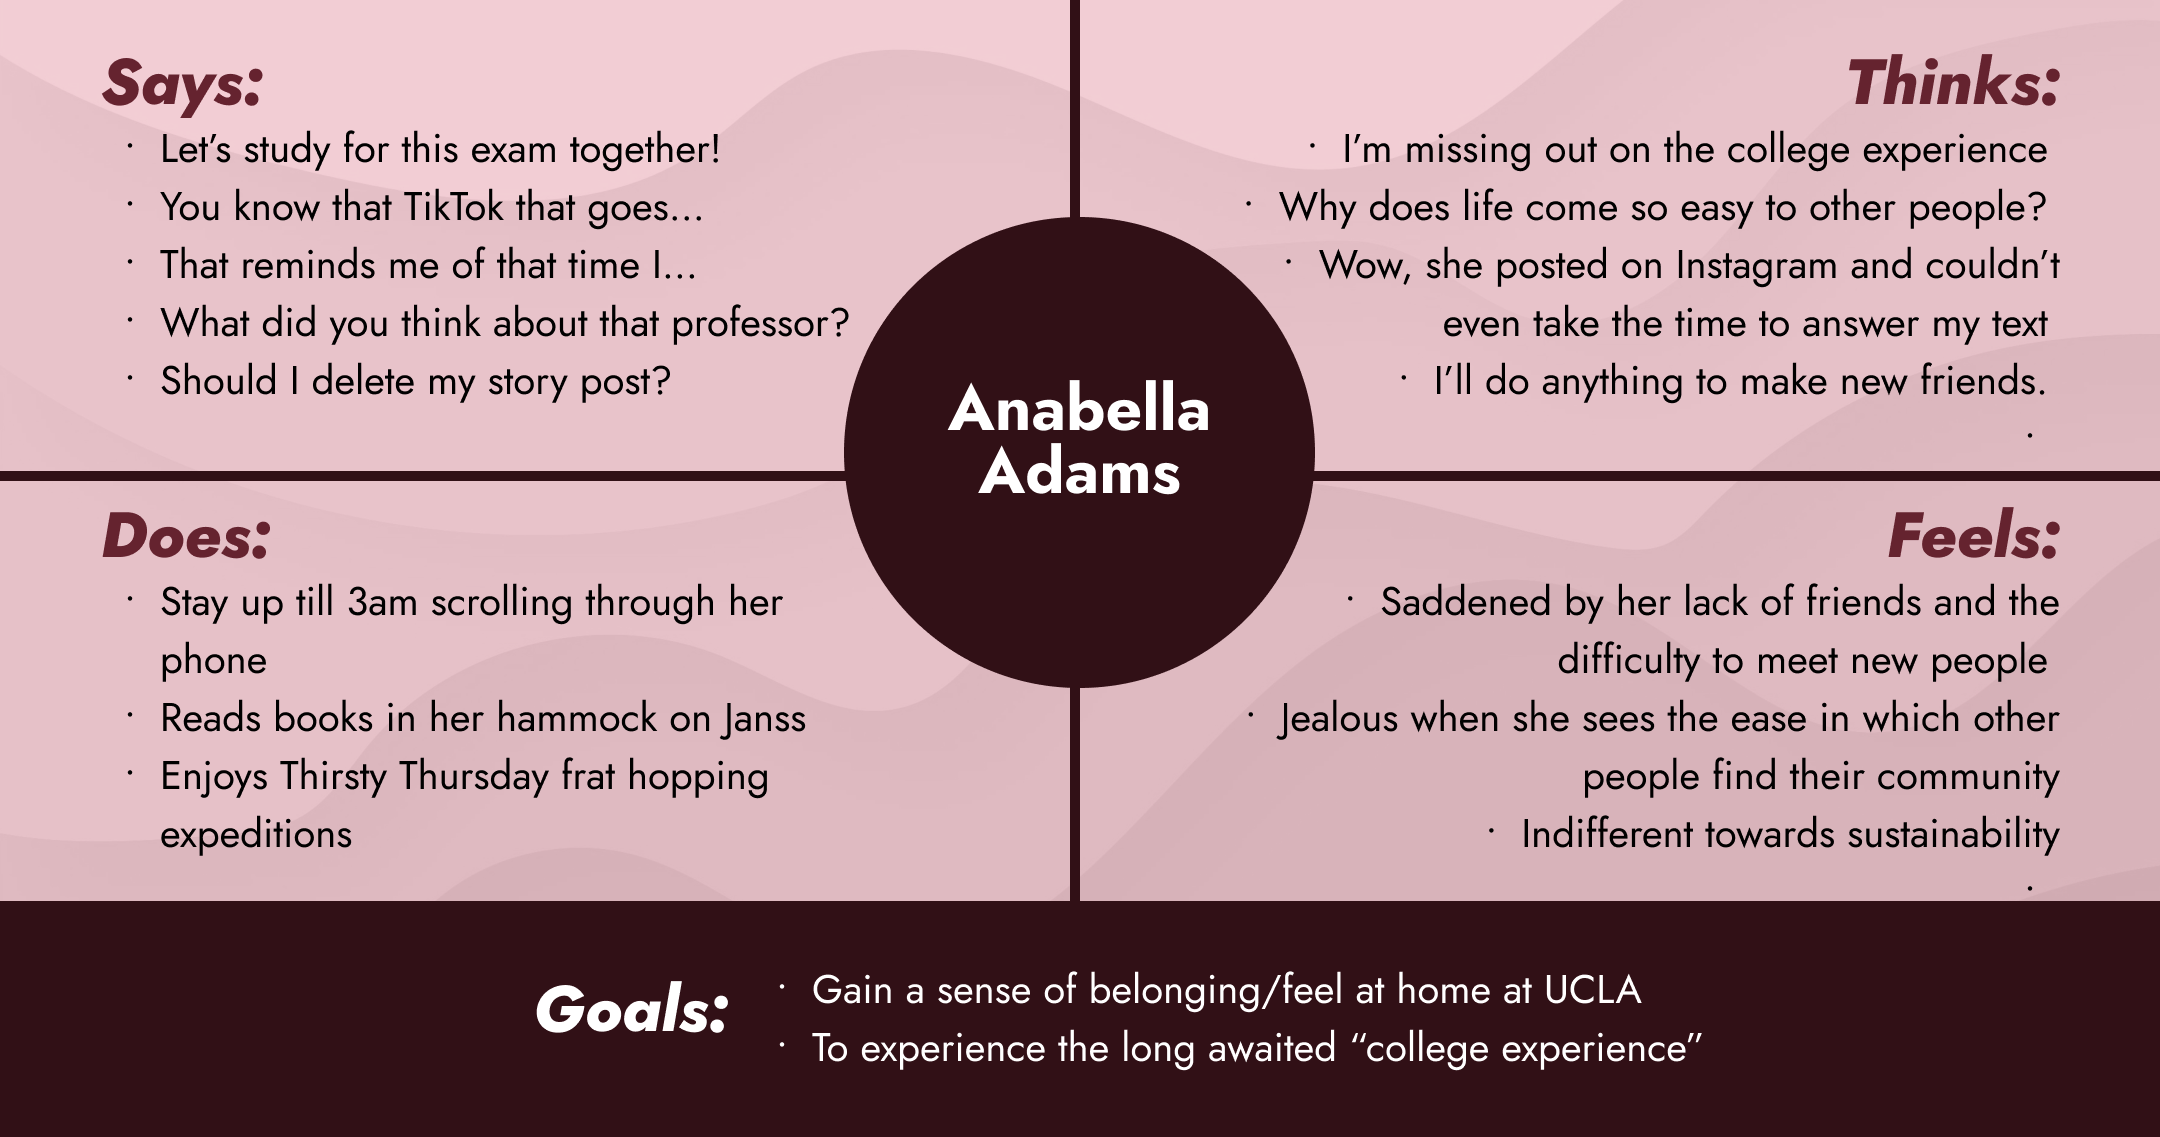 Says:
· Let’s study for this exam together!
· You know that TikTok that goes...
· That reminds me of that time I...
· What did you think about that professor?
· Should I delete my story post?
Thinks:
· I’m missing out on the college experience
· Why does life come so easy to other people?
· Wow, she posted on Instagram and couldn’t
even take the time to answer my text
· I’ll do anything to make new friends.
·
Anabella
Adams
Does:
· Stay up till 3am scrolling through her
phone
· Reads books in her hammock on Janss
· Enjoys Thirsty Thursday frat hopping
expeditions
Feels:
· Saddened by her lack of friends and the
difficulty to meet new people
· Jealous when she sees the ease in which other
people find their community
· Indifferent towards sustainability
·
Goals:
· Gain a sense of belonging/feel at home at UCLA
· To experience the long awaited “college experience”